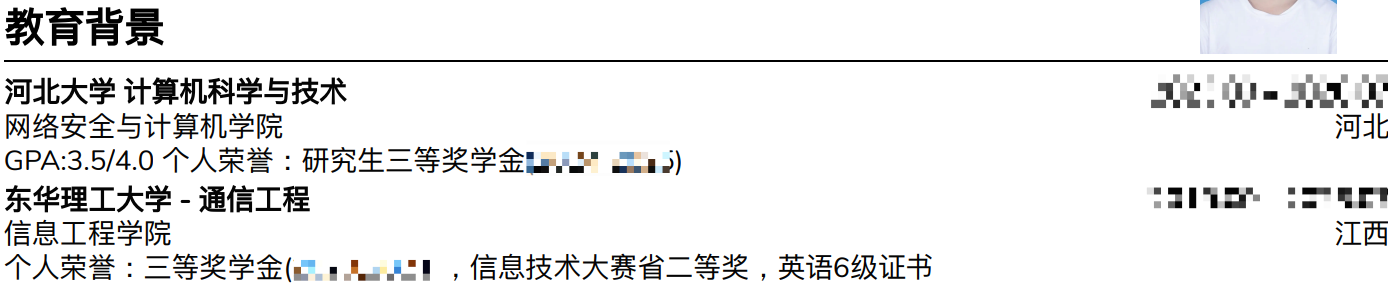 教育背景
河北大学 计算机科学与技术
网络安全与计算机学院 河北
GPA:3.5/4.0 个人荣誉：研究生三等奖学金
东华理工大学 - 通信工程
信息工程学院 江西
个人荣誉：三等奖学金( ，信息技术大赛省二等奖，英语6级证书